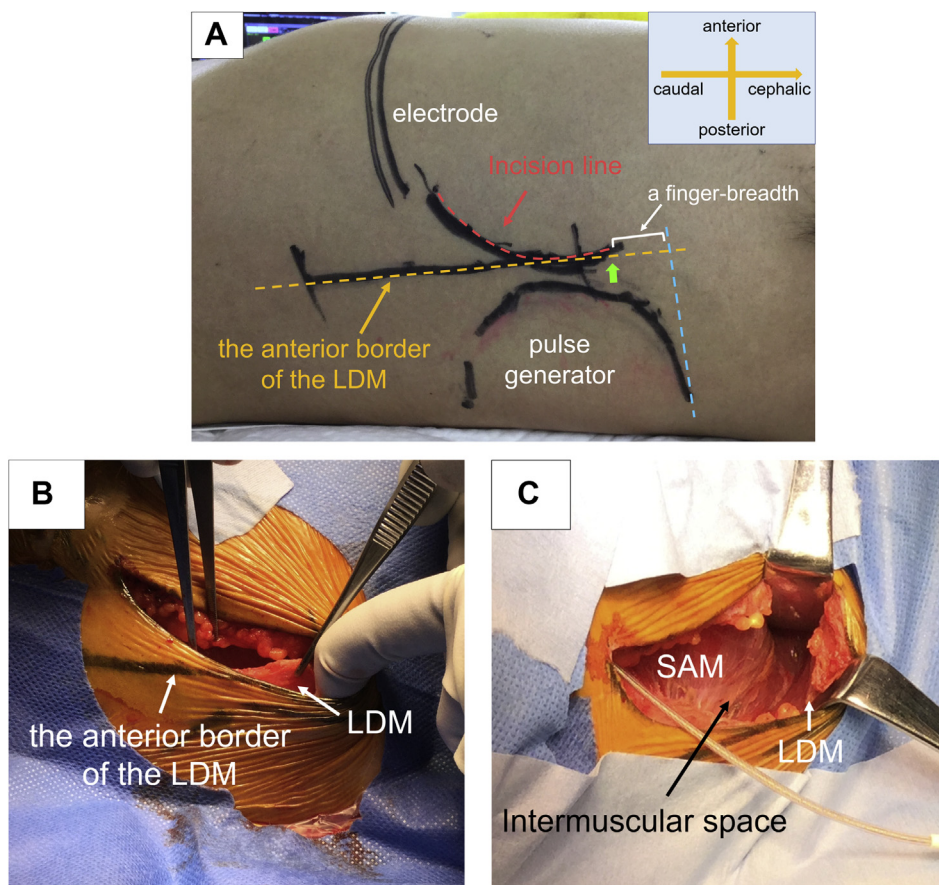 A
anterior
caudal
cephalic
posterior
electrode
Incision line
a finger-breadth
the anterior border
of the LDM
pulse
generator
B
LDM
the anterior border
of the LDM
C
SAM
LDM
Intermuscular space